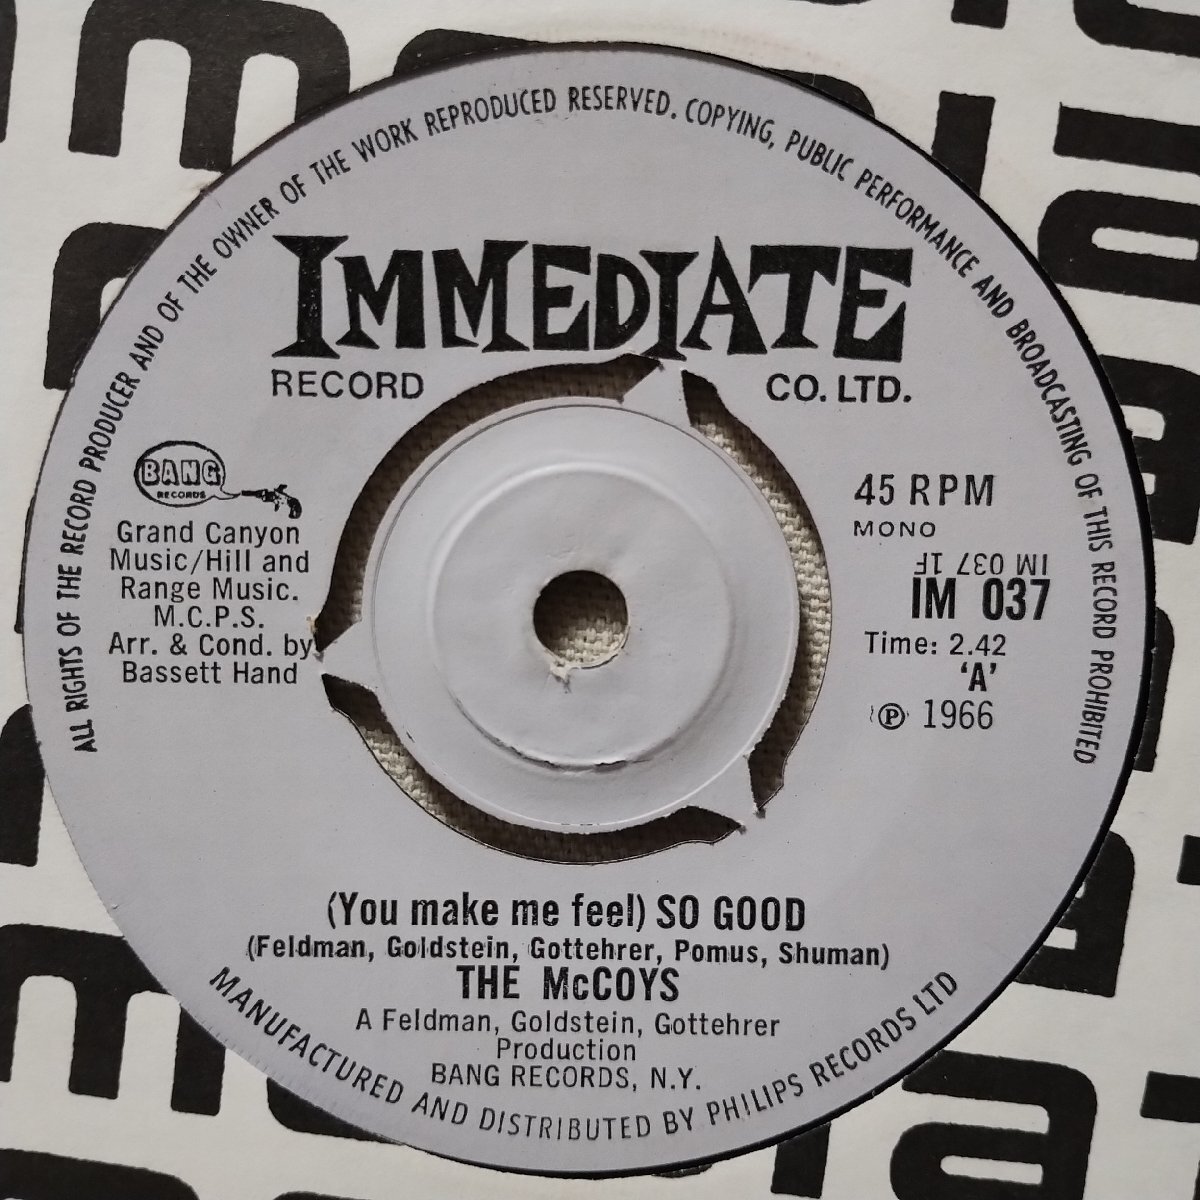 ALL RIGHTS OF THE RECORD PRODUCER AND OF THE OWNER OF THE WORK REPRODUCED RESERVED. COPYING, PUBLIC PERFORMANCE AND BROADCASTING OF THIS RECORD PROHIBITED
IMMEDIATE
RECORD CO. LTD.
BANG
RECORDS
Grand Canyon
Music/Hill and
Range Music.
M.C.P.S.
Arr. & Cond. by
Bassett Hand
45 RPM
MONO
IM 037 1F
IM 037
Time: 2.42
'A'
℗ 1966
(You make me feel) SO GOOD
(Feldman, Goldstein, Gottehrer, Pomus, Shuman)
THE McCOYS
A Feldman, Goldstein, Gottehrer
Production
BANG RECORDS, N.Y.
MANUFACTURED AND DISTRIBUTED BY PHILIPS RECORDS LTD